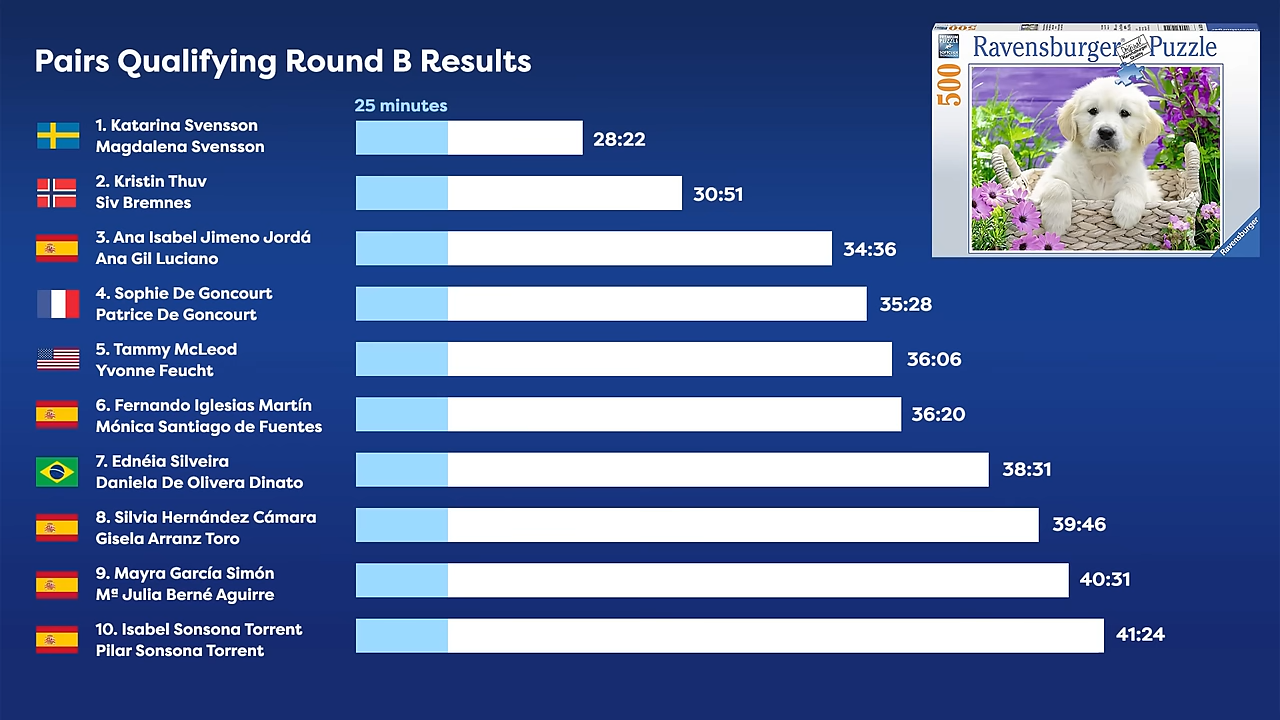 Pairs Qualifying Round B Results
25 minutes
1. Katarina Svensson
Magdalena Svensson
28:22
2. Kristin Thuv
Siv Bremnes
30:51
3. Ana Isabel Jimeno Jordá
Ana Gil Luciano
34:36
4. Sophie De Goncourt
Patrice De Goncourt
35:28
5. Tammy McLeod
Yvonne Feucht
36:06
6. Fernando Iglesias Martín
Mónica Santiago de Fuentes
36:20
7. Ednéia Silveira
Daniela De Olivera Dinato
38:31
8. Silvia Hernández Cámara
Gisela Arranz Toro
39:46
9. Mayra García Simón
Mª Julia Berné Aguirre
40:31
10. Isabel Sonsona Torrent
Pilar Sonsona Torrent
41:24
500
Ravensburger Puzzle
500
Ravensburger